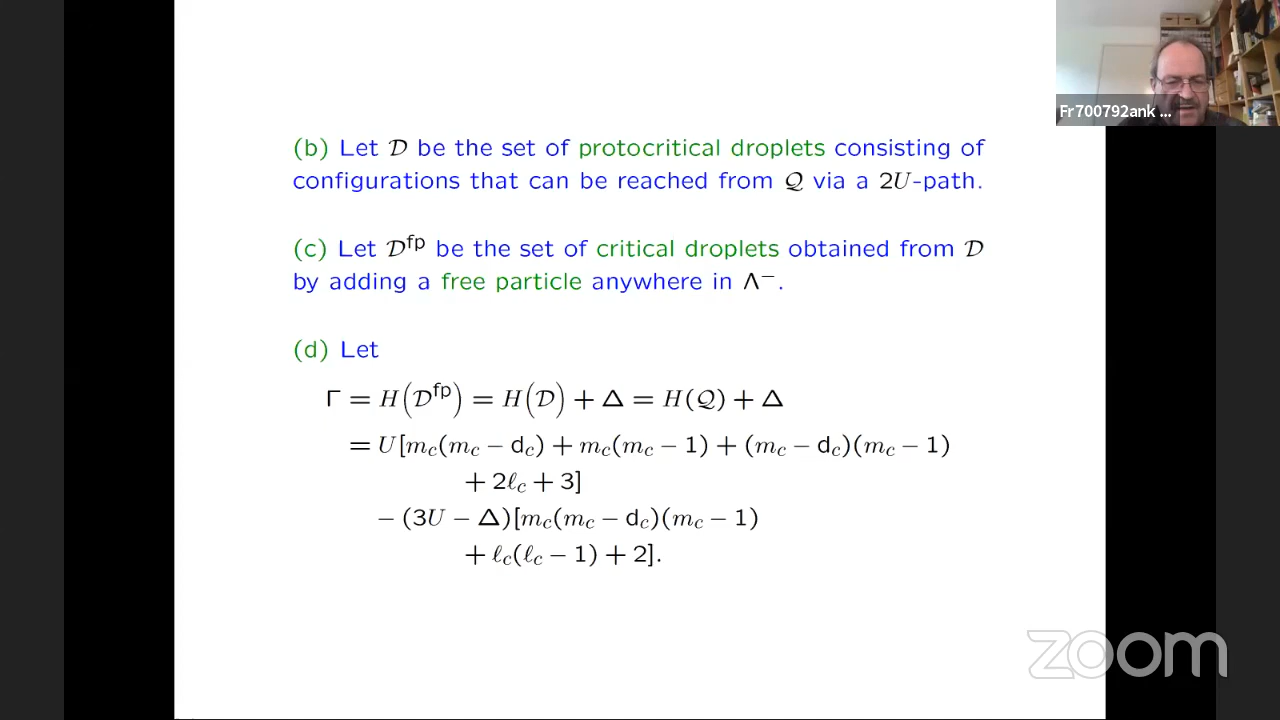 Fr700792ank ...
(b) Let 𝒟 be the set of protocritical droplets consisting of
configurations that can be reached from 𝒬 via a 2U-path.
(c) Let 𝒟^fp be the set of critical droplets obtained from 𝒟
by adding a free particle anywhere in Λ⁻.
(d) Let
Γ = H(𝒟^fp) = H(𝒟) + Δ = H(𝒬) + Δ
= U[m_c(m_c − d_c) + m_c(m_c − 1) + (m_c − d_c)(m_c − 1)
+ 2ℓ_c + 3]
− (3U − Δ)[m_c(m_c − d_c)(m_c − 1)
+ ℓ_c(ℓ_c − 1) + 2].
zoom